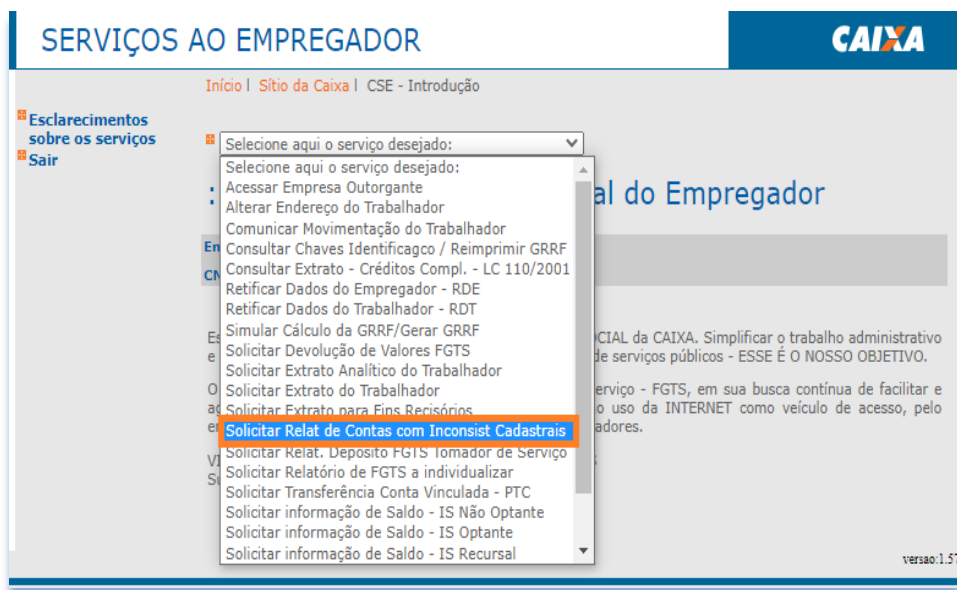 SERVIÇOS AO EMPREGADOR
CAIXA
Início | Sítio da Caixa | CSE - Introdução
Esclarecimentos
sobre os serviços
Sair
Selecione aqui o serviço desejado:
Selecione aqui o serviço desejado:
Acessar Empresa Outorgante
Alterar Endereço do Trabalhador
Comunicar Movimentação do Trabalhador
Consultar Chaves Identificagco / Reimprimir GRRF
Consultar Extrato - Créditos Compl. - LC 110/2001
Retificar Dados do Empregador - RDE
Retificar Dados do Trabalhador - RDT
Simular Cálculo da GRRF/Gerar GRRF
Solicitar Devolução de Valores FGTS
Solicitar Extrato Analítico do Trabalhador
Solicitar Extrato do Trabalhador
Solicitar Extrato para Fins Recisórios
Solicitar Relat de Contas com Inconsist Cadastrais
Solicitar Relat. Deposito FGTS Tomador de Serviço
Solicitar Relatório de FGTS a individualizar
Solicitar Transferência Conta Vinculada - PTC
Solicitar informação de Saldo - IS Não Optante
Solicitar informação de Saldo - IS Optante
Solicitar informação de Saldo - IS Recursal
: al do Empregador
CIAL da CAIXA. Simplificar o trabalho administrativo
e de serviços públicos - ESSE É O NOSSO OBJETIVO.
O erviço - FGTS, em sua busca contínua de facilitar e
o uso da INTERNET como veículo de acesso, pelo
adores.
versao:1.57